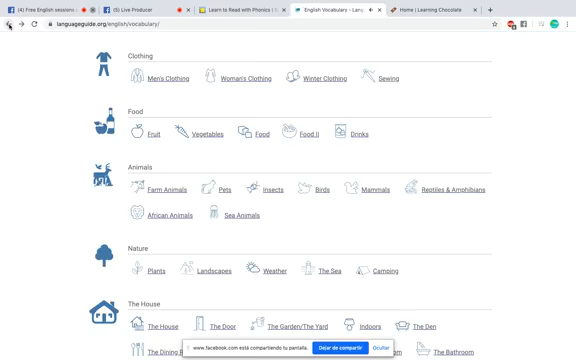 (4) Free English sessions
(5) Live Producer
Learn to Read with Phonics |
English Vocabulary - Lan
Home | Learning Chocolate
languageguide.org/english/vocabulary/
Clothing
Men's Clothing Woman's Clothing Winter Clothing Sewing
Food
Fruit Vegetables Food Food II Drinks
Animals
Farm Animals Pets Insects Birds Mammals Reptiles & Amphibians
African Animals Sea Animals
Nature
Plants Landscapes Weather The Sea Camping
The House
The House The Door The Garden/The Yard Indoors The Den
The Dining The Bathroom
www.facebook.com está compartiendo tu pantalla. Dejar de compartir Ocultar